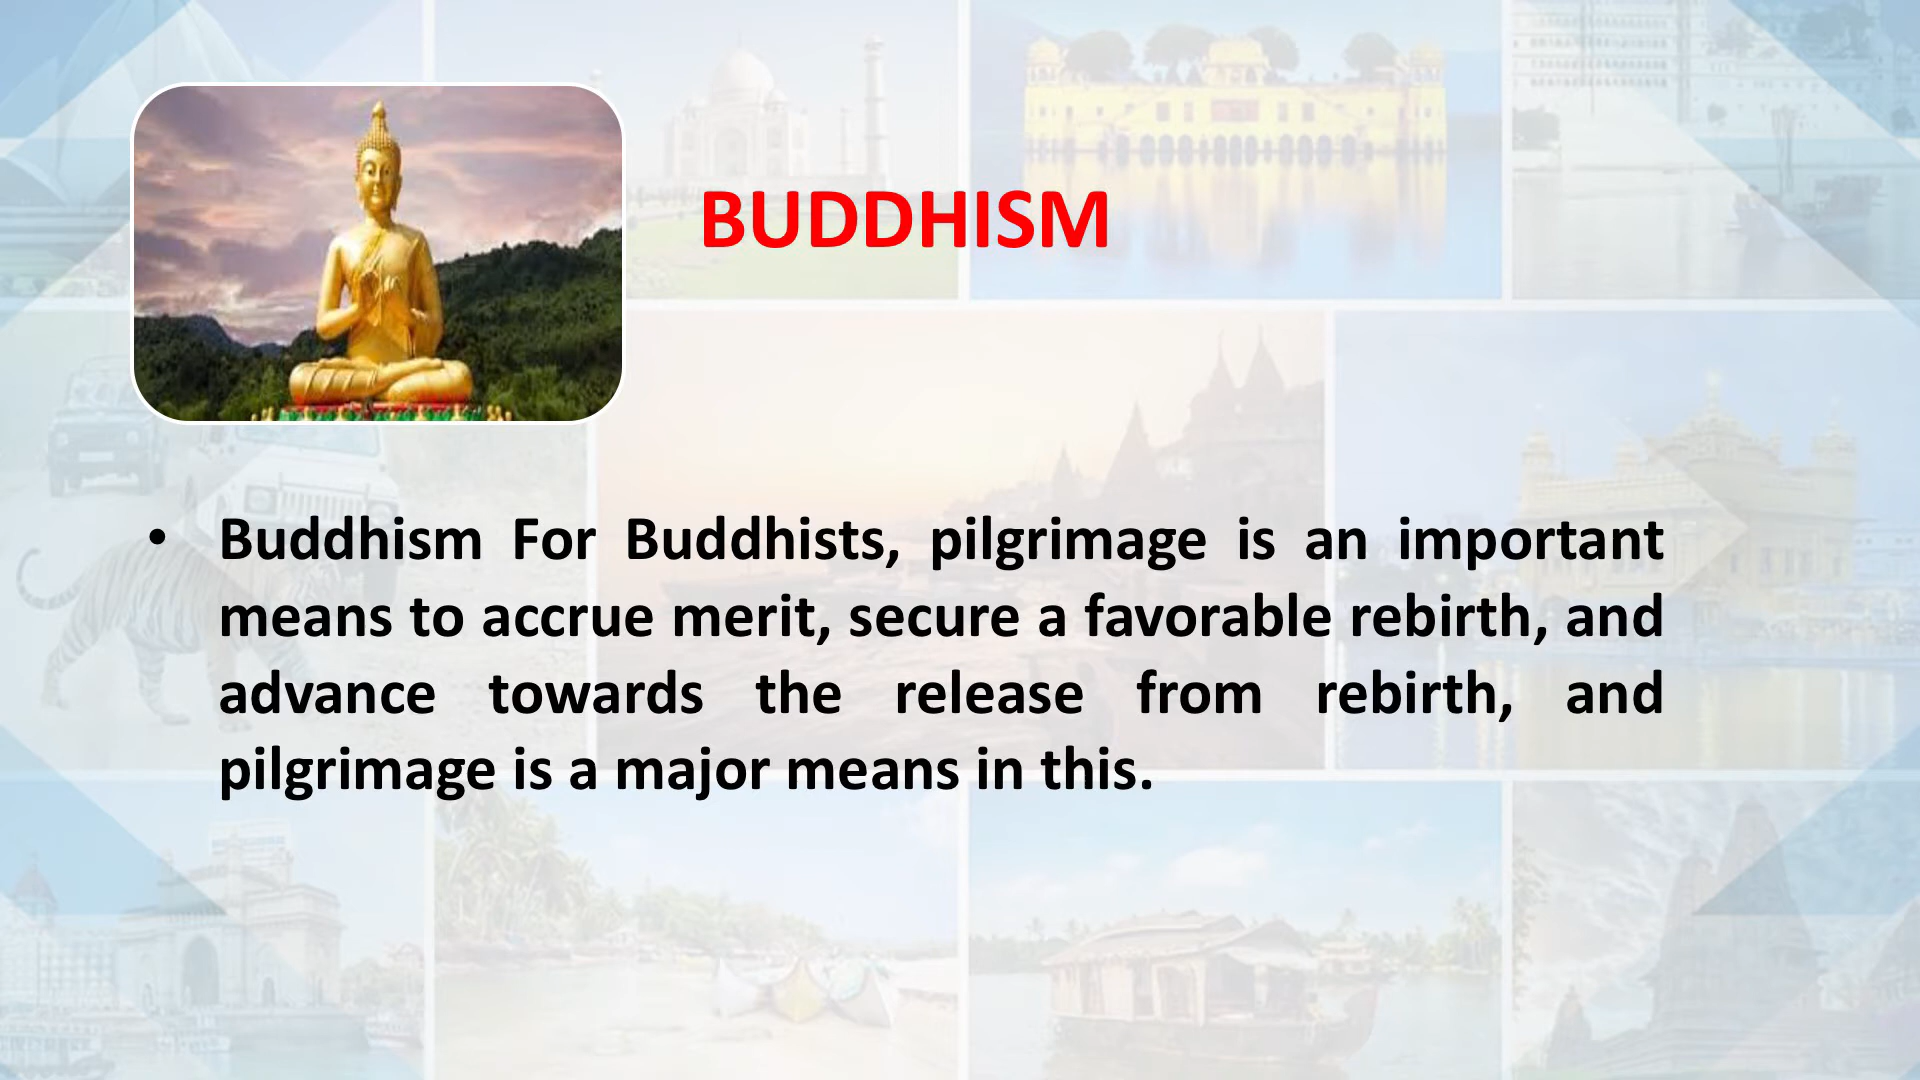 BUDDHISM
• Buddhism For Buddhists, pilgrimage is an important
means to accrue merit, secure a favorable rebirth, and
advance towards the release from rebirth, and
pilgrimage is a major means in this.